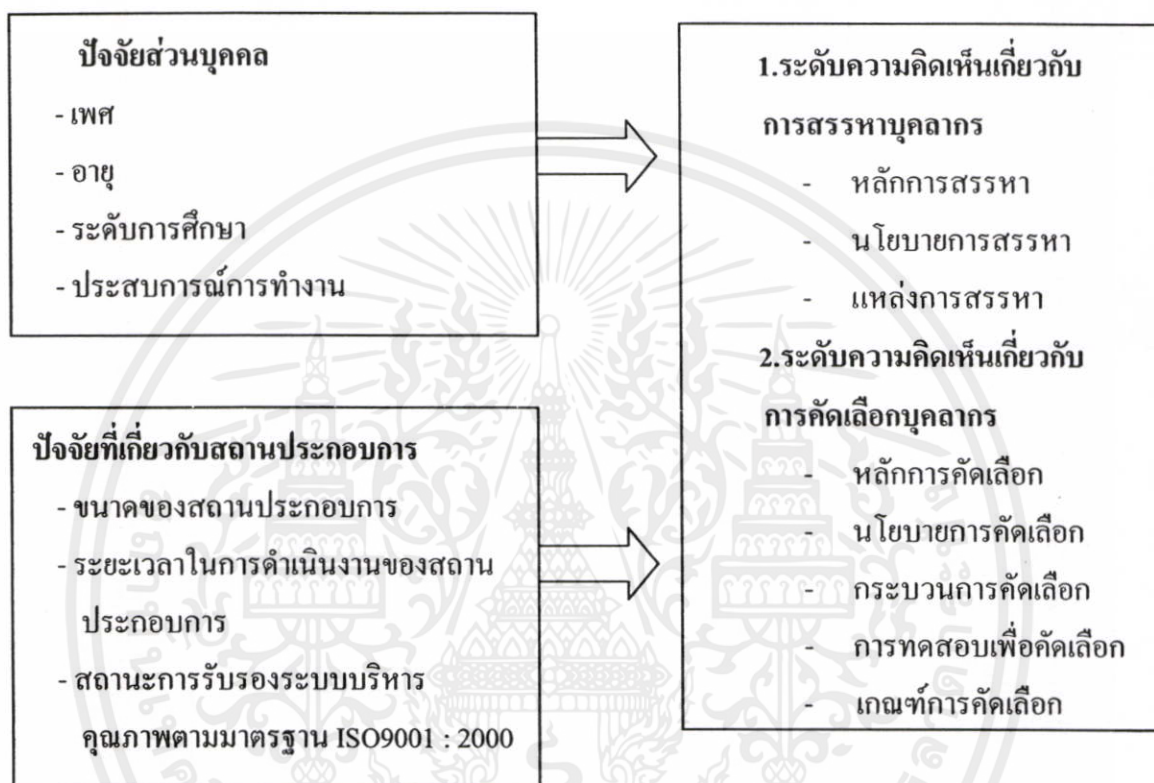 ปัจจัยส่วนบุคคล
- เพศ
- อายุ
- ระดับการศึกษา
- ประสบการณ์การทำงาน
ปัจจัยที่เกี่ยวกับสถานประกอบการ
- ขนาดของสถานประกอบการ
- ระยะเวลาในการดำเนินงานของสถาน
ประกอบการ
- สถานะการรับรองระบบบริหาร
คุณภาพตามมาตรฐาน ISO9001 : 2000
1.ระดับความคิดเห็นเกี่ยวกับ
การสรรหาบุคลากร
- หลักการสรรหา
- นโยบายการสรรหา
- แหล่งการสรรหา
2.ระดับความคิดเห็นเกี่ยวกับ
การคัดเลือกบุคลากร
- หลักการคัดเลือก
- นโยบายการคัดเลือก
- กระบวนการคัดเลือก
- การทดสอบเพื่อคัดเลือก
- เกณฑ์การคัดเลือก